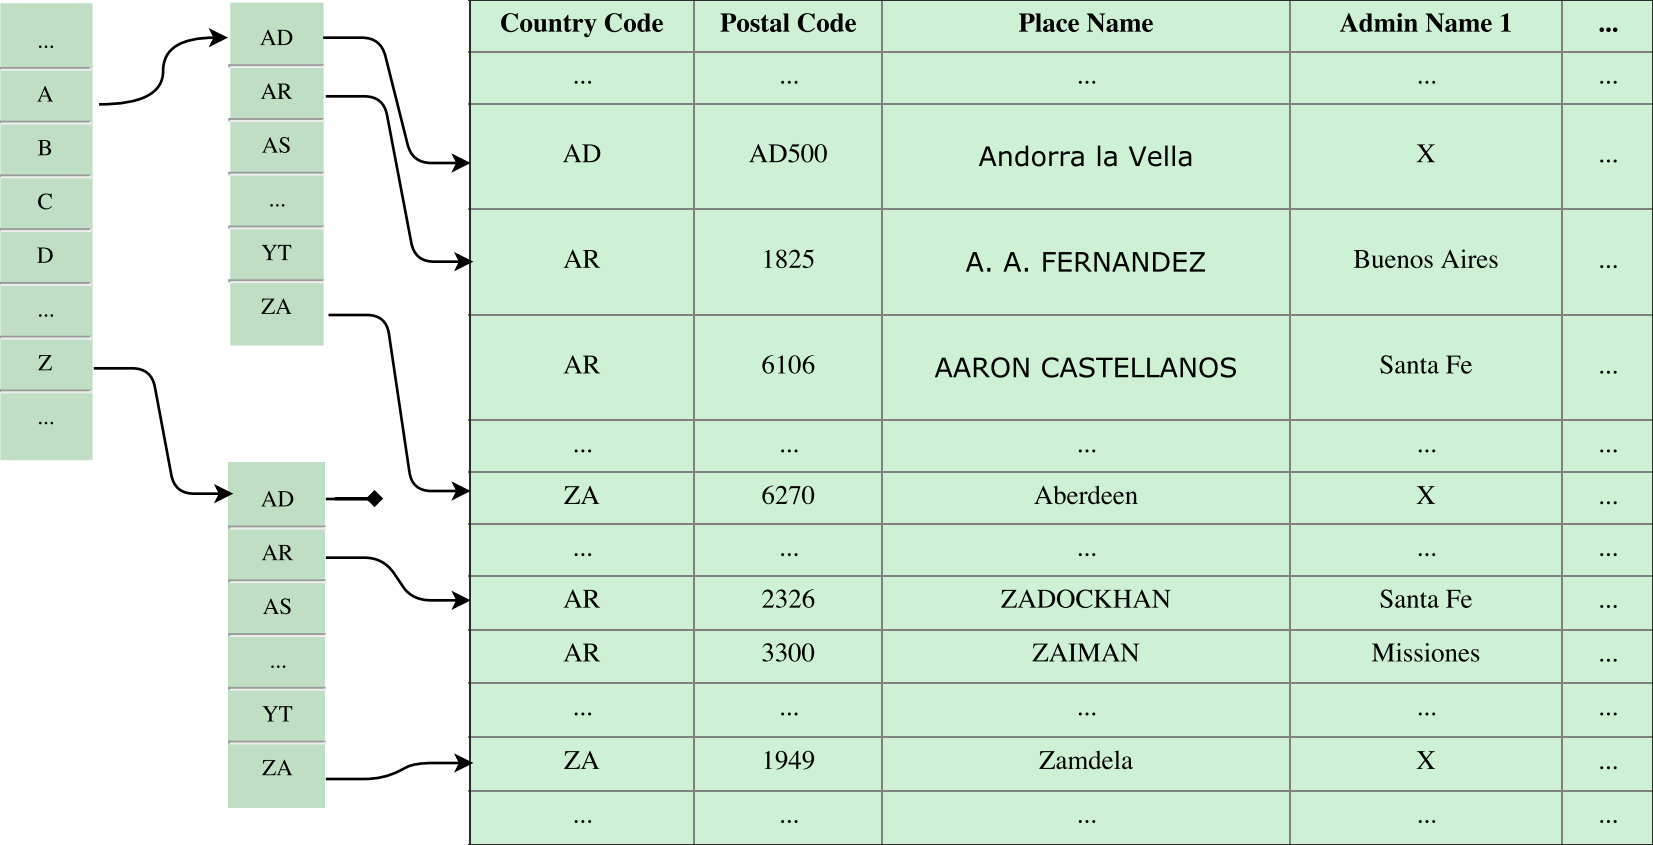 ...
A
B
C
D
...
Z
...
AD
AR
AS
...
YT
ZA
AD
AR
AS
...
YT
ZA
Country Code Postal Code Place Name Admin Name 1 ...
... ... ... ... ...
AD AD500 Andorra la Vella X ...
AR 1825 A. A. FERNANDEZ Buenos Aires ...
AR 6106 AARON CASTELLANOS Santa Fe ...
... ... ... ... ...
ZA 6270 Aberdeen X ...
... ... ... ... ...
AR 2326 ZADOCKHAN Santa Fe ...
AR 3300 ZAIMAN Missiones ...
... ... ... ... ...
ZA 1949 Zamdela X ...
... ... ... ... ...